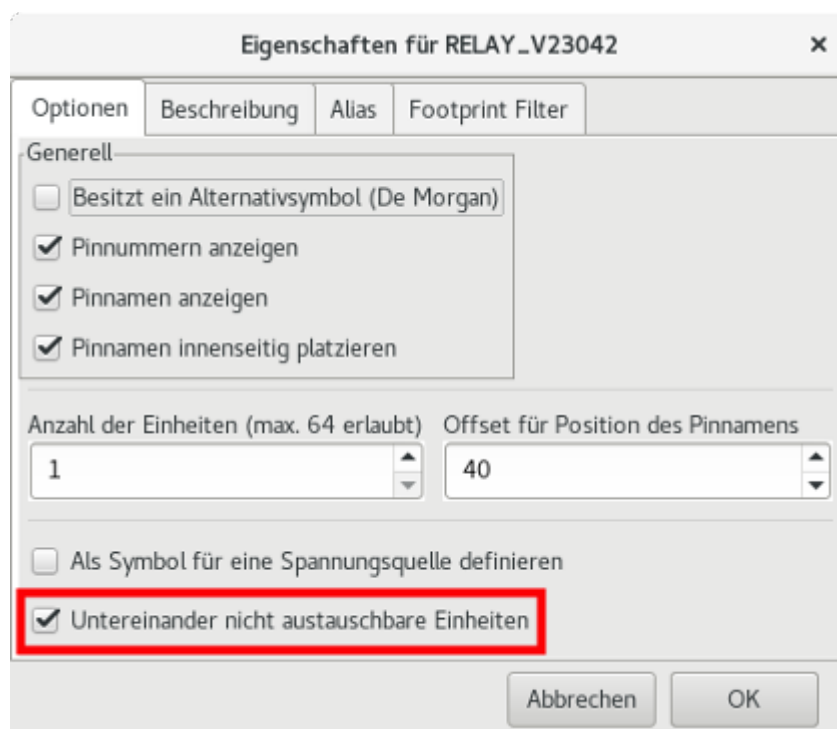 Eigenschaften für RELAY_V23042
Optionen Beschreibung Alias Footprint Filter
Generell
Besitzt ein Alternativsymbol (De Morgan)
Pinnummern anzeigen
Pinnamen anzeigen
Pinnamen innenseitig platzieren
Anzahl der Einheiten (max. 64 erlaubt) Offset für Position des Pinnamens
1 40
Als Symbol für eine Spannungsquelle definieren
Untereinander nicht austauschbare Einheiten
Abbrechen OK